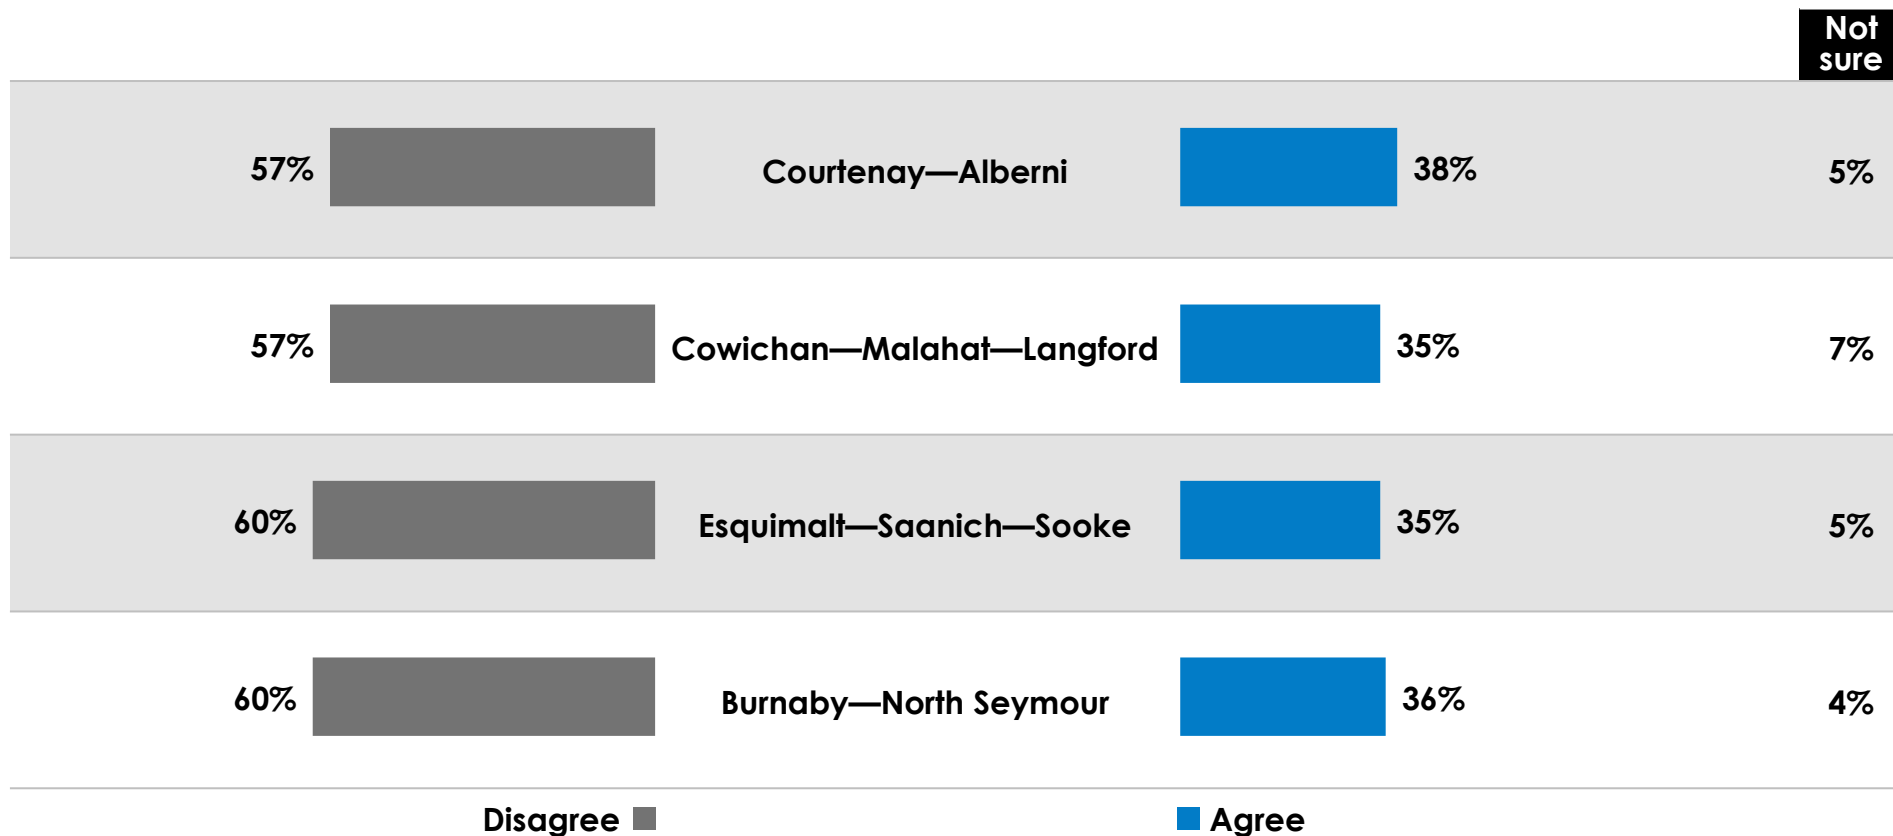 Not
sure
57% Courtenay—Alberni 38% 5%
57% Cowichan—Malahat—Langford 35% 7%
60% Esquimalt—Saanich—Sooke 35% 5%
60% Burnaby—North Seymour 36% 4%
Disagree Agree